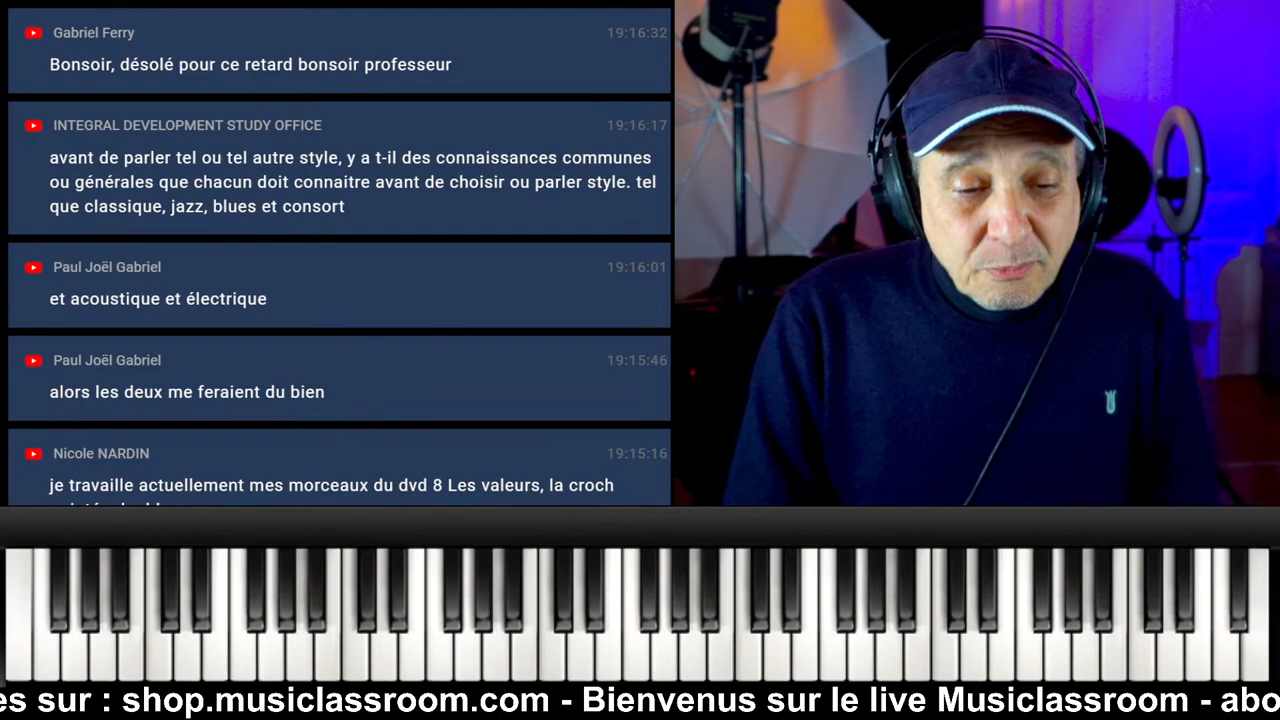 Gabriel Ferry 19:16:32
Bonsoir, désolé pour ce retard bonsoir professeur
INTEGRAL DEVELOPMENT STUDY OFFICE 19:16:17
avant de parler tel ou tel autre style, y a t-il des connaissances communes
ou générales que chacun doit connaitre avant de choisir ou parler style. tel
que classique, jazz, blues et consort
Paul Joël Gabriel 19:16:01
et acoustique et électrique
Paul Joël Gabriel 19:15:46
alors les deux me feraient du bien
Nicole NARDIN 19:15:16
je travaille actuellement mes morceaux du dvd 8 Les valeurs, la croch
es sur : shop.musiclassroom.com - Bienvenus sur le live Musiclassroom - abo